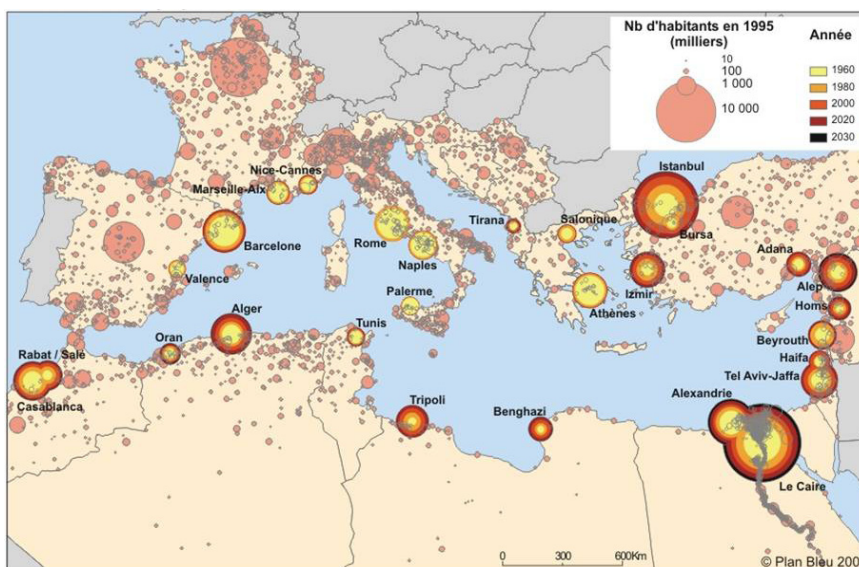 Nb d'habitants en 1995
(milliers)
10
100
1 000
10 000
Année
1960
1980
2000
2020
2030
Istanbul
Bursa
Nice-Cannes
Marseille-Aix
Barcelone
Rome
Naples
Tirana
Salonique
Adana
Alep
Homs
Izmir
Athènes
Valence
Palerme
Beyrouth
Haifa
Tel Aviv-Jaffa
Alger
Oran
Tunis
Rabat / Salé
Casablanca
Tripoli
Benghazi
Alexandrie
Le Caire
0 300 600Km
© Plan Bleu 200